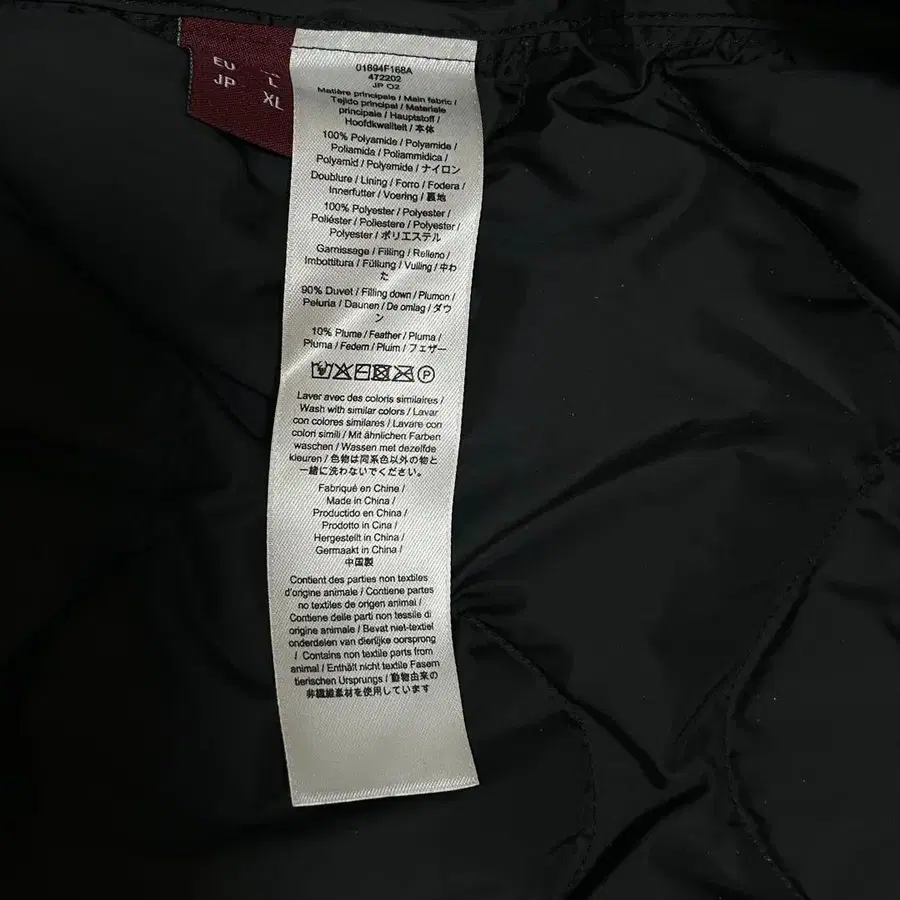 EU L
JP XL
01894F168A
472202
JP O2
Matière principale / Main fabric /
Tejido principal / Materiale
principale / Hauptstoff /
Hoofdkwaliteit / 本体
100% Polyamide / Polyamide /
Poliamida / Poliammidica /
Polyamid / Polyamide / ナイロン
Doublure / Lining / Forro / Fodera /
Innerfutter / Voering / 裏地
100% Polyester / Polyester /
Poliéster / Poliestere / Polyester /
Polyester / ポリエステル
Garnissage / Filling / Relleno /
Imbottitura / Füllung / Vulling / 中わ
た
90% Duvet / Filling down / Plumon /
Peluria / Daunen / De omlag / ダウ
ン
10% Plume / Feather / Pluma /
Pluma / Federn / Pluim / フェザー
P
Laver avec des coloris similaires /
Wash with similar colors / Lavar
con colores similares / Lavare con
colori simili / Mit ähnlichen Farben
waschen / Wassen met dezelfde
kleuren / 色物は同系色以外の物と
一緒に洗わないでください。
Fabriqué en Chine /
Made in China /
Productido en China /
Prodotto in Cina /
Hergestellt in China /
Germaakt in China /
中国製
Contient des parties non textiles
d'origine animale / Contiene partes
no textiles de origen animal /
Contiene delle parti non tessile di
origine animale / Bevat niet-textiel
onderdelen van dierlijke oorsprong
/ Contains non textile parts from
animal / Enthält nicht textile Fasem
tierischen Ursprungs / 動物由来の
非繊維素材を使用しています